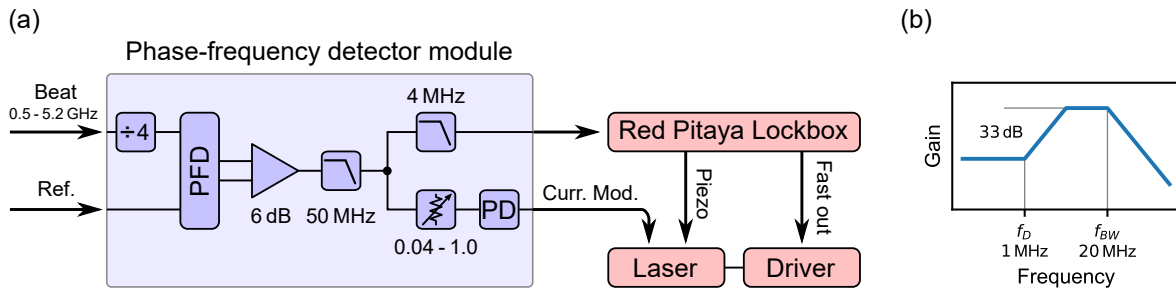 (a)
Phase-frequency detector module
Beat
0.5 - 5.2 GHz
÷4
Ref.
PFD
6 dB
50 MHz
4 MHz
0.04 - 1.0
PD
Curr. Mod.
Red Pitaya Lockbox
Piezo
Fast out
Laser
Driver
(b)
Gain
33 dB
f_D
1 MHz
f_BW
20 MHz
Frequency